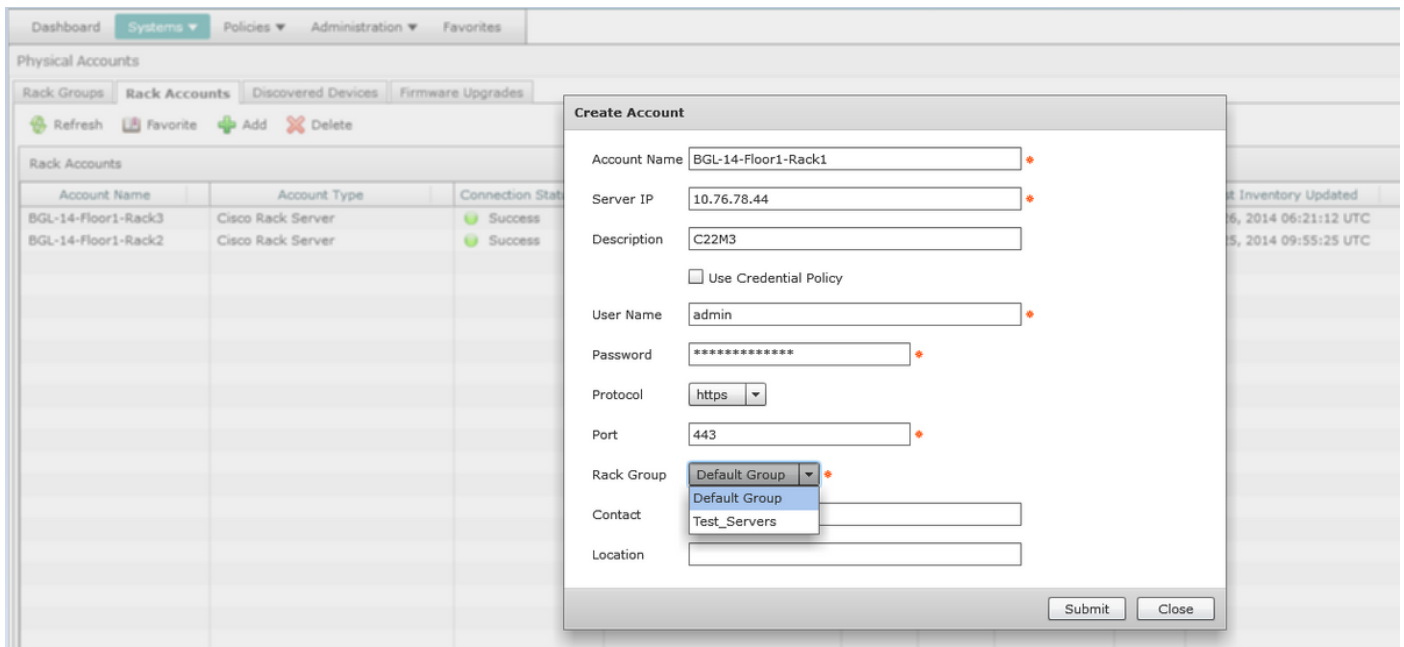 Dashboard Systems ▼ Policies ▼ Administration ▼ Favorites
Physical Accounts
Rack Groups Rack Accounts Discovered Devices Firmware Upgrades
Refresh Favorite Add Delete
Rack Accounts
Account Name Account Type Connection Stat t Inventory Updated
BGL-14-Floor1-Rack3 Cisco Rack Server Success 6, 2014 06:21:12 UTC
BGL-14-Floor1-Rack2 Cisco Rack Server Success 5, 2014 09:55:25 UTC
Create Account
Account Name BGL-14-Floor1-Rack1 *
Server IP 10.76.78.44 *
Description C22M3
Use Credential Policy
User Name admin *
Password ************* *
Protocol https
Port 443 *
Rack Group Default Group *
Default Group
Test_Servers
Contact
Location
Submit Close